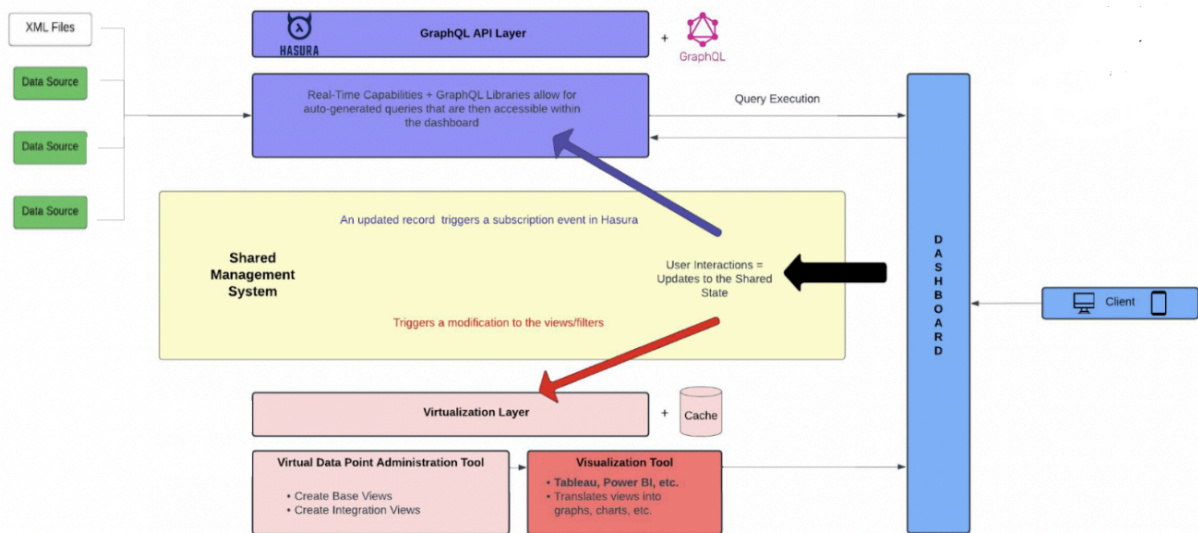 XML Files
Data Source
Data Source
Data Source
HASURA
GraphQL API Layer
+
GraphQL
Real-Time Capabilities + GraphQL Libraries allow for
auto-generated queries that are then accessible within
the dashboard
Query Execution
An updated record triggers a subscription event in Hasura
Shared
Management
System
User Interactions =
Updates to the Shared
State
Triggers a modification to the views/filters
DASHBOARD
Client
Virtualization Layer
+
Cache
Virtual Data Point Administration Tool
• Create Base Views
• Create Integration Views
Visualization Tool
• Tableau, Power BI, etc.
• Translates views into
graphs, charts, etc.